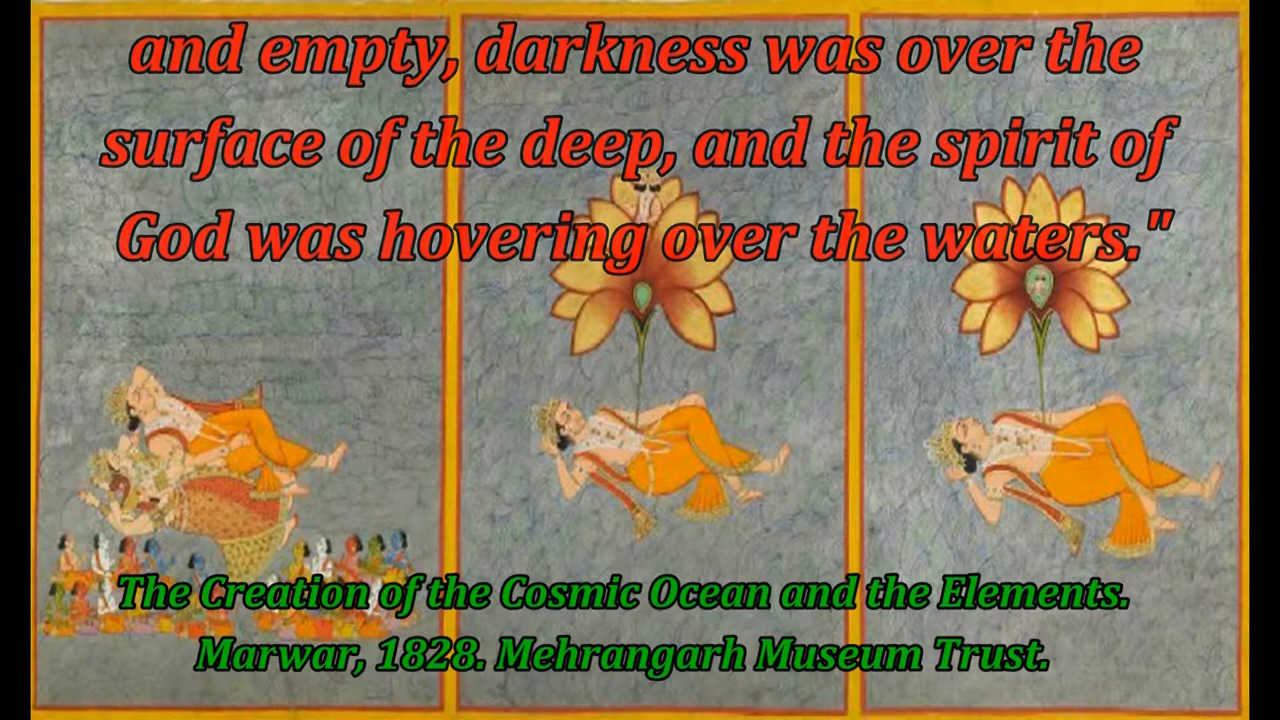 and empty, darkness was over the
surface of the deep, and the spirit of
God was hovering over the waters."
The Creation of the Cosmic Ocean and the Elements.
Marwar, 1828. Mehrangarh Museum Trust.